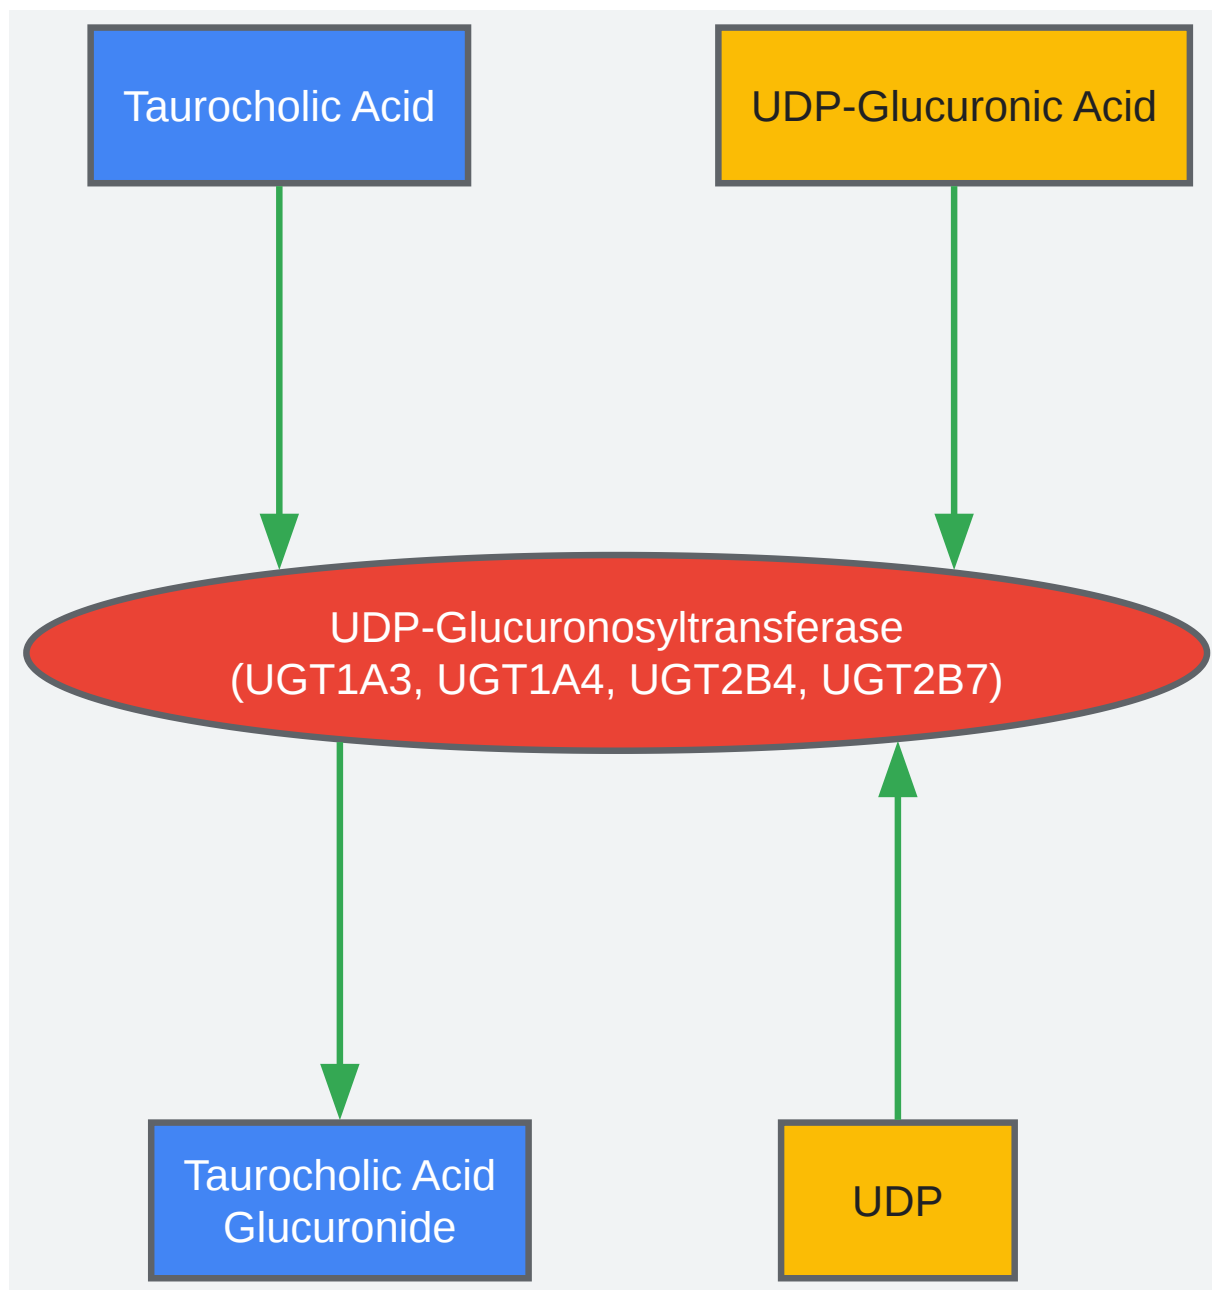 Taurocholic Acid
UDP-Glucuronic Acid
UDP-Glucuronosyltransferase
(UGT1A3, UGT1A4, UGT2B4, UGT2B7)
Taurocholic Acid
Glucuronide
UDP